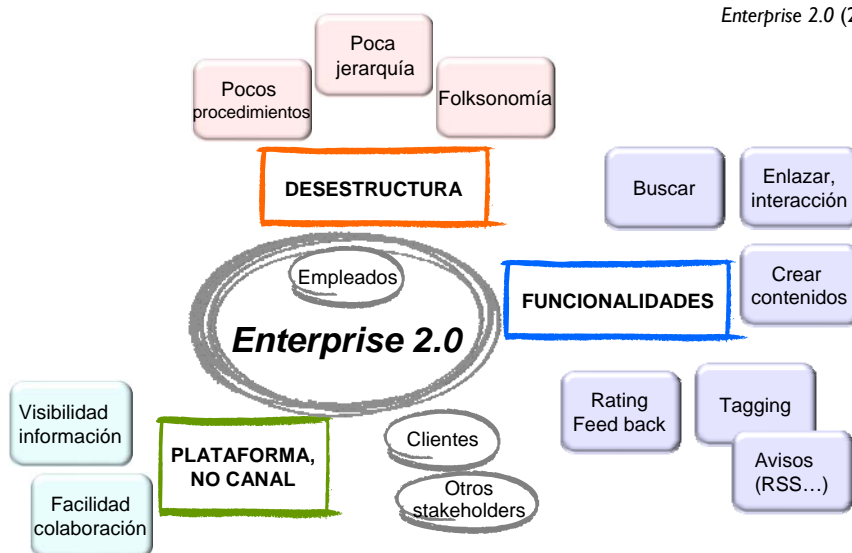 Enterprise 2.0 (2
Poca
jerarquía
Pocos
procedimientos
Folksonomía
DESESTRUCTURA
Buscar
Enlazar,
interacción
Empleados
Enterprise 2.0
FUNCIONALIDADES
Crear
contenidos
Visibilidad
información
Rating
Feed back
Tagging
Clientes
PLATAFORMA,
NO CANAL
Avisos
(RSS…)
Otros
stakeholders
Facilidad
colaboración